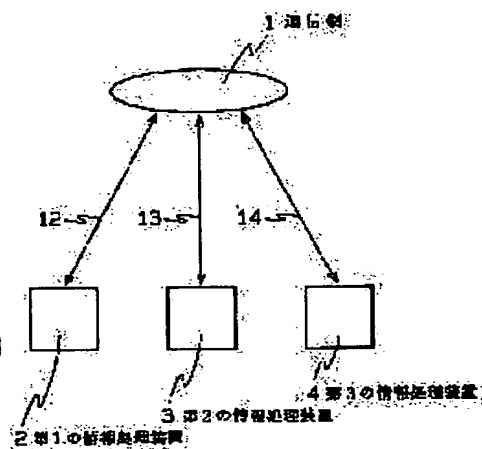 1 通信網
12
13
14
4 第3の情報処理装置
3 第2の情報処理装置
2 第1の情報処理装置